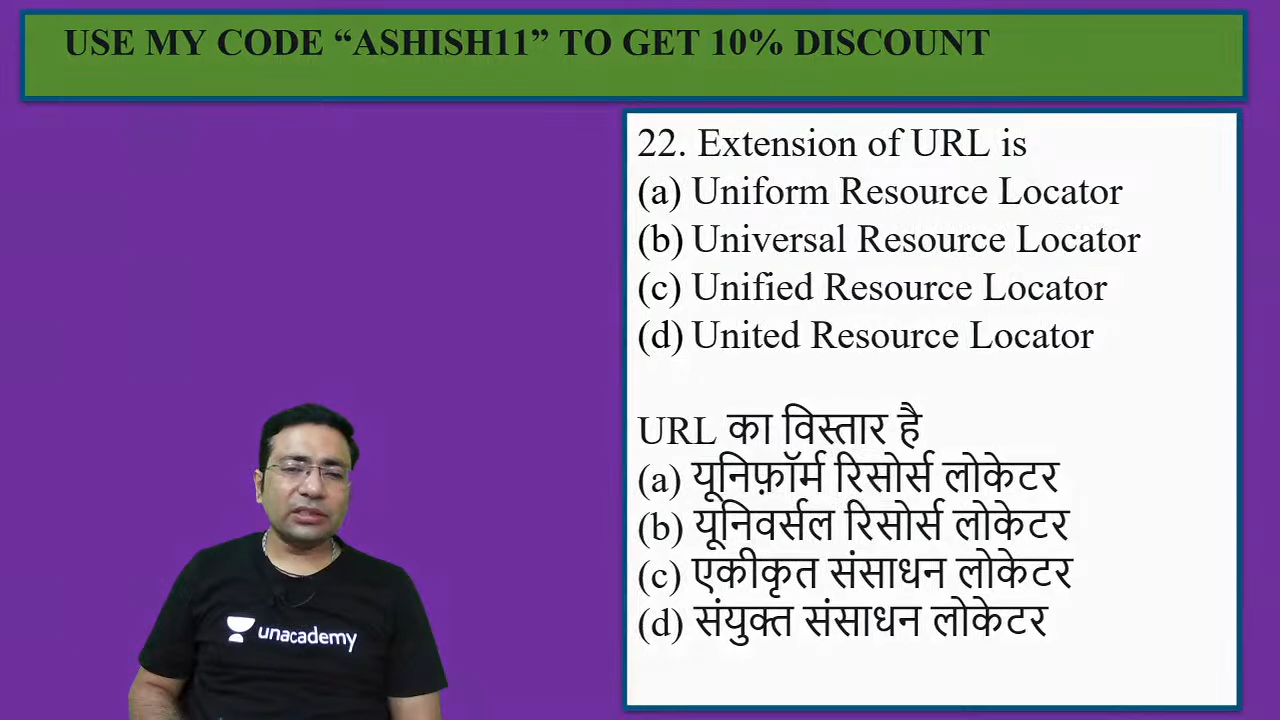 USE MY CODE “ASHISH11” TO GET 10% DISCOUNT
22. Extension of URL is
(a) Uniform Resource Locator
(b) Universal Resource Locator
(c) Unified Resource Locator
(d) United Resource Locator
URL का विस्तार है
(a) यूनिफ़ॉर्म रिसोर्स लोकेटर
(b) यूनिवर्सल रिसोर्स लोकेटर
(c) एकीकृत संसाधन लोकेटर
(d) संयुक्त संसाधन लोकेटर
unacademy